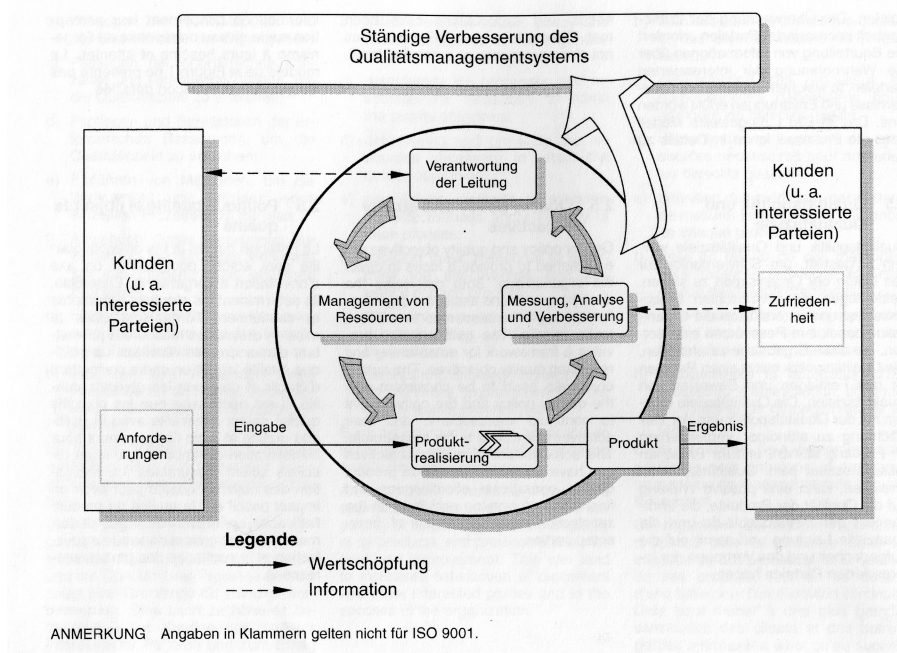 Ständige Verbesserung des
Qualitätsmanagementsystems
Kunden
(u. a.
interessierte
Parteien)
Anforde-
rungen
Eingabe
Verantwortung
der Leitung
Management von
Ressourcen
Messung, Analyse
und Verbesserung
Produkt-
realisierung
Produkt
Ergebnis
Kunden
(u. a.
interessierte
Parteien)
Zufrieden-
heit
Legende
Wertschöpfung
Information
ANMERKUNG Angaben in Klammern gelten nicht für ISO 9001.